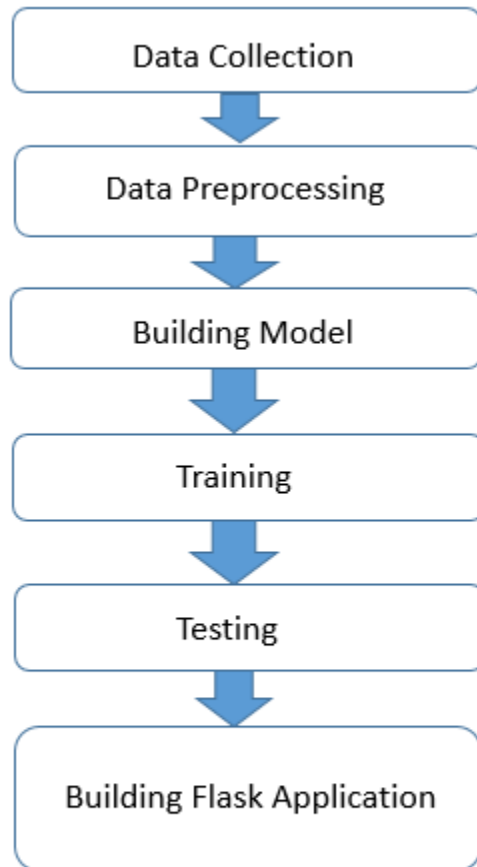 Data Collection
Data Preprocessing
Building Model
Training
Testing
Building Flask Application